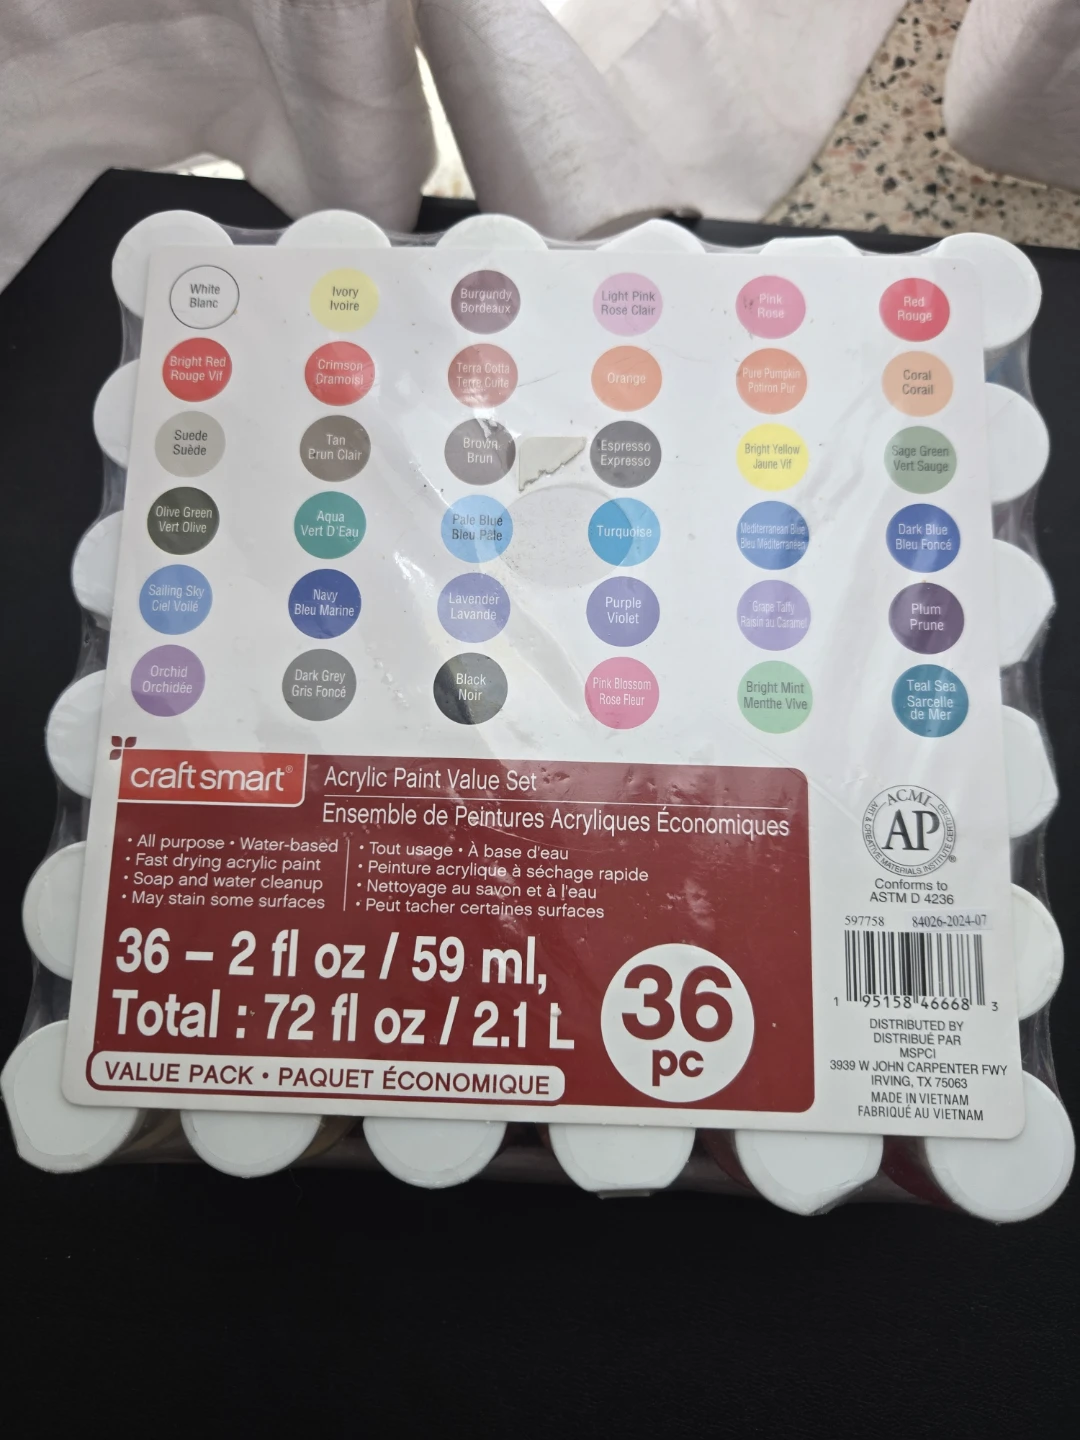 White
Blanc
Ivory
Ivoire
Burgundy
Bordeaux
Light Pink
Rose Clair
Pink
Rose
Red
Rouge
Bright Red
Rouge Vif
Crimson
Cramoisi
Terra Cotta
Terre Cuite
Orange
Pure Pumpkin
Potiron Pur
Coral
Corail
Suede
Suède
Tan
Brun Clair
Brown
Brun
Espresso
Expresso
Bright Yellow
Jaune Vif
Sage Green
Vert Sauge
Olive Green
Vert Olive
Aqua
Vert D'Eau
Pale Blue
Bleu Pâle
Turquoise
Mediterranean Blue
Bleu Méditerranéen
Dark Blue
Bleu Foncé
Sailing Sky
Ciel Voilé
Navy
Bleu Marine
Lavender
Lavande
Purple
Violet
Grape Taffy
Raisin au Caramel
Plum
Prune
Orchid
Orchidée
Dark Grey
Gris Foncé
Black
Noir
Pink Blossom
Rose Fleur
Bright Mint
Menthe Vive
Teal Sea
Sarcelle
de Mer
craft smart®
Acrylic Paint Value Set
Ensemble de Peintures Acryliques Économiques
• All purpose • Water-based
• Fast drying acrylic paint
• Soap and water cleanup
• May stain some surfaces
• Tout usage • À base d'eau
• Peinture acrylique à séchage rapide
• Nettoyage au savon et à l'eau
• Peut tacher certaines surfaces
36 – 2 fl oz / 59 ml,
Total : 72 fl oz / 2.1 L
36
pc
VALUE PACK • PAQUET ÉCONOMIQUE
ACMI
AP
ART & CREATIVE MATERIALS INSTITUTE CERTIFIED
®
Conforms to
ASTM D 4236
597758 84026-2024-07
1 95158 46668 3
DISTRIBUTED BY
DISTRIBUÉ PAR
MSPCI
3939 W JOHN CARPENTER FWY
IRVING, TX 75063
MADE IN VIETNAM
FABRIQUÉ AU VIETNAM